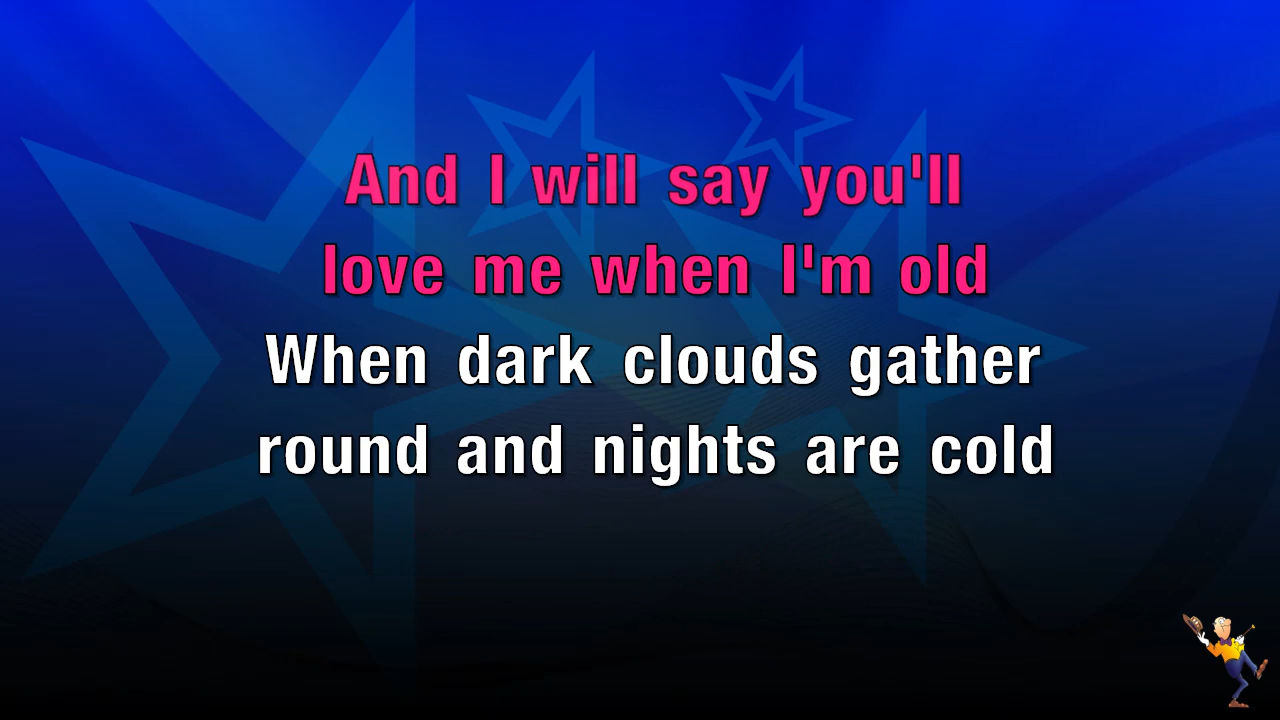 And I will say you'll
love me when I'm old
When dark clouds gather
round and nights are cold